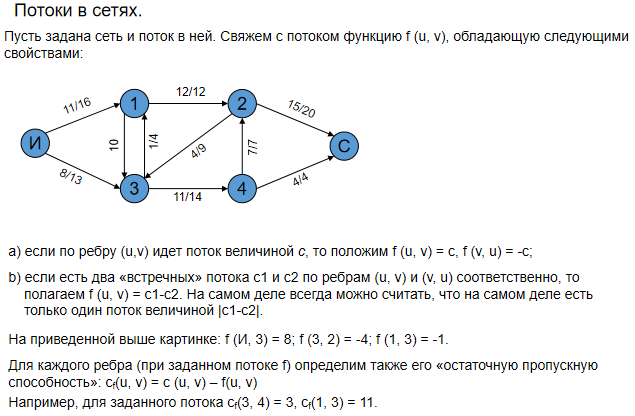 Потоки в сетях.
Пусть задана сеть и поток в ней. Свяжем с потоком функцию f (u, v), обладающую следующими
свойствами:
12/12
11/16
15/20
1
2
И
10
1/4
4/9
7/7
С
8/13
4/4
3
4
11/14
a) если по ребру (u,v) идет поток величиной c, то положим f (u, v) = c, f (v, u) = -c;
b) если есть два «встречных» потока c1 и c2 по ребрам (u, v) и (v, u) соответственно, то
полагаем f (u, v) = c1-c2. На самом деле всегда можно считать, что на самом деле есть
только один поток величиной |c1-c2|.
На приведенной выше картинке: f (И, 3) = 8; f (3, 2) = -4; f (1, 3) = -1.
Для каждого ребра (при заданном потоке f) определим также его «остаточную пропускную
способность»: cf(u, v) = c (u, v) – f(u, v)
Например, для заданного потока cf(3, 4) = 3, cf(1, 3) = 11.